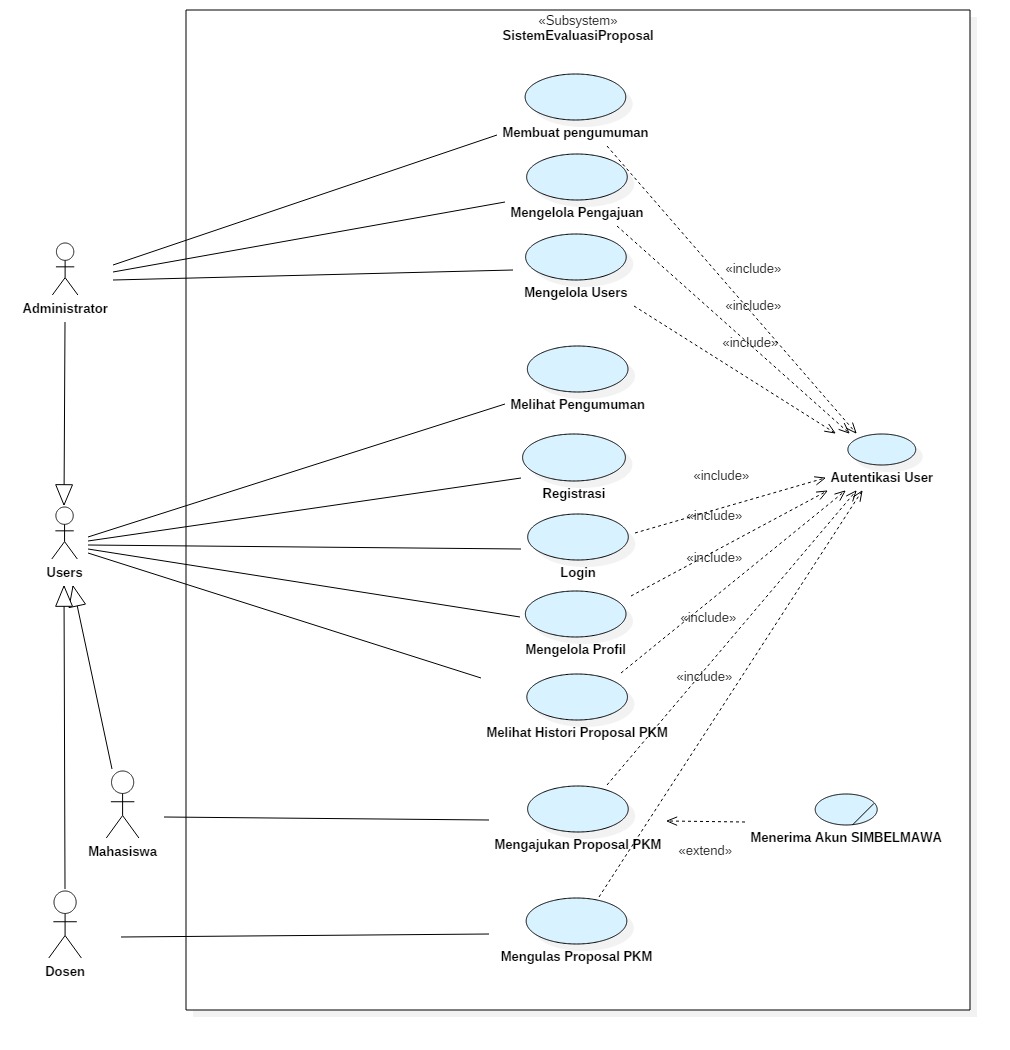 «Subsystem»
SistemEvaluasiProposal
Membuat pengumuman
Mengelola Pengajuan
«include»
Mengelola Users
Administrator
«include»
«include»
Melihat Pengumuman
Autentikasi User
«include»
Registrasi
«include»
Users
Login
«include»
«include»
Mengelola Profil
«include»
Melihat Histori Proposal PKM
Menerima Akun SIMBELMAWA
Mengajukan Proposal PKM
«extend»
Mahasiswa
Mengulas Proposal PKM
Dosen